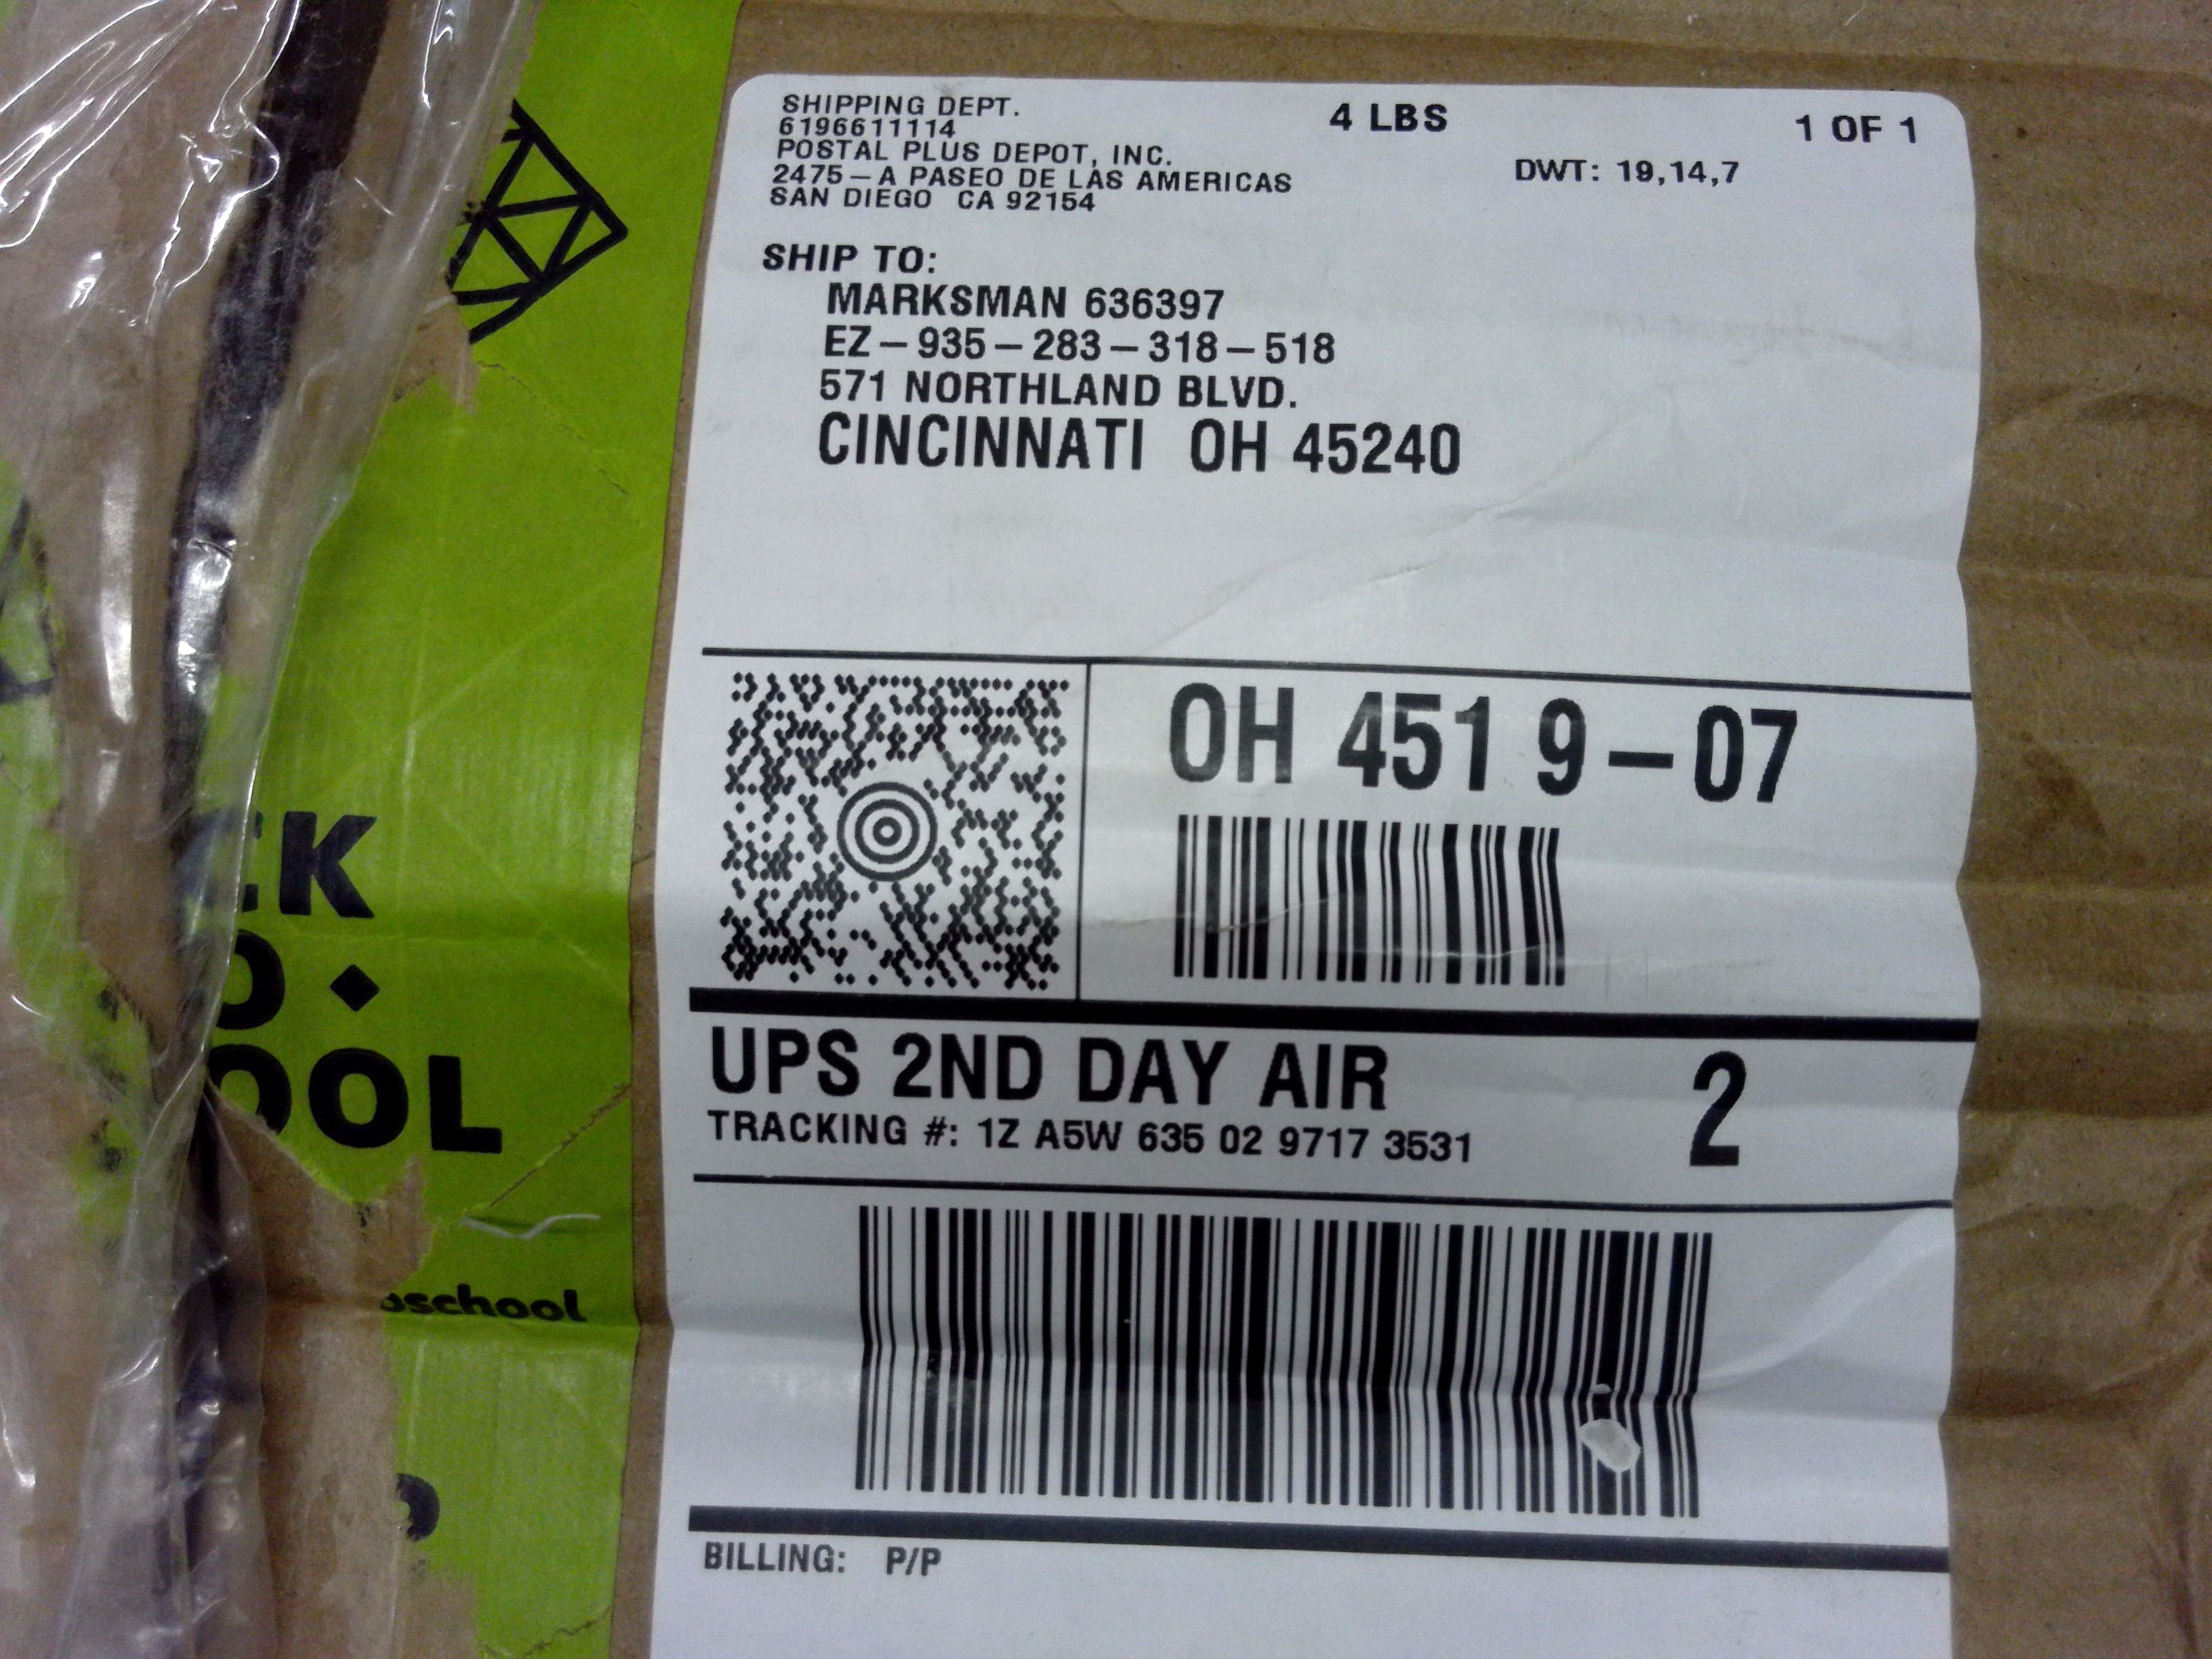 SHIPPING DEPT.
6196611114
POSTAL PLUS DEPOT, INC.
2475-A PASEO DE LAS AMERICAS
SAN DIEGO CA 92154
4 LBS
1 OF 1
DWT: 19,14,7
SHIP TO:
MARKSMAN 636397
EZ-935-283-318-518
571 NORTHLAND BLVD.
CINCINNATI OH 45240
OH 451 9-07
UPS 2ND DAY AIR
2
TRACKING #: 1Z A5W 635 02 9717 3531
BILLING: P/P
CK
O
OOL
oschool